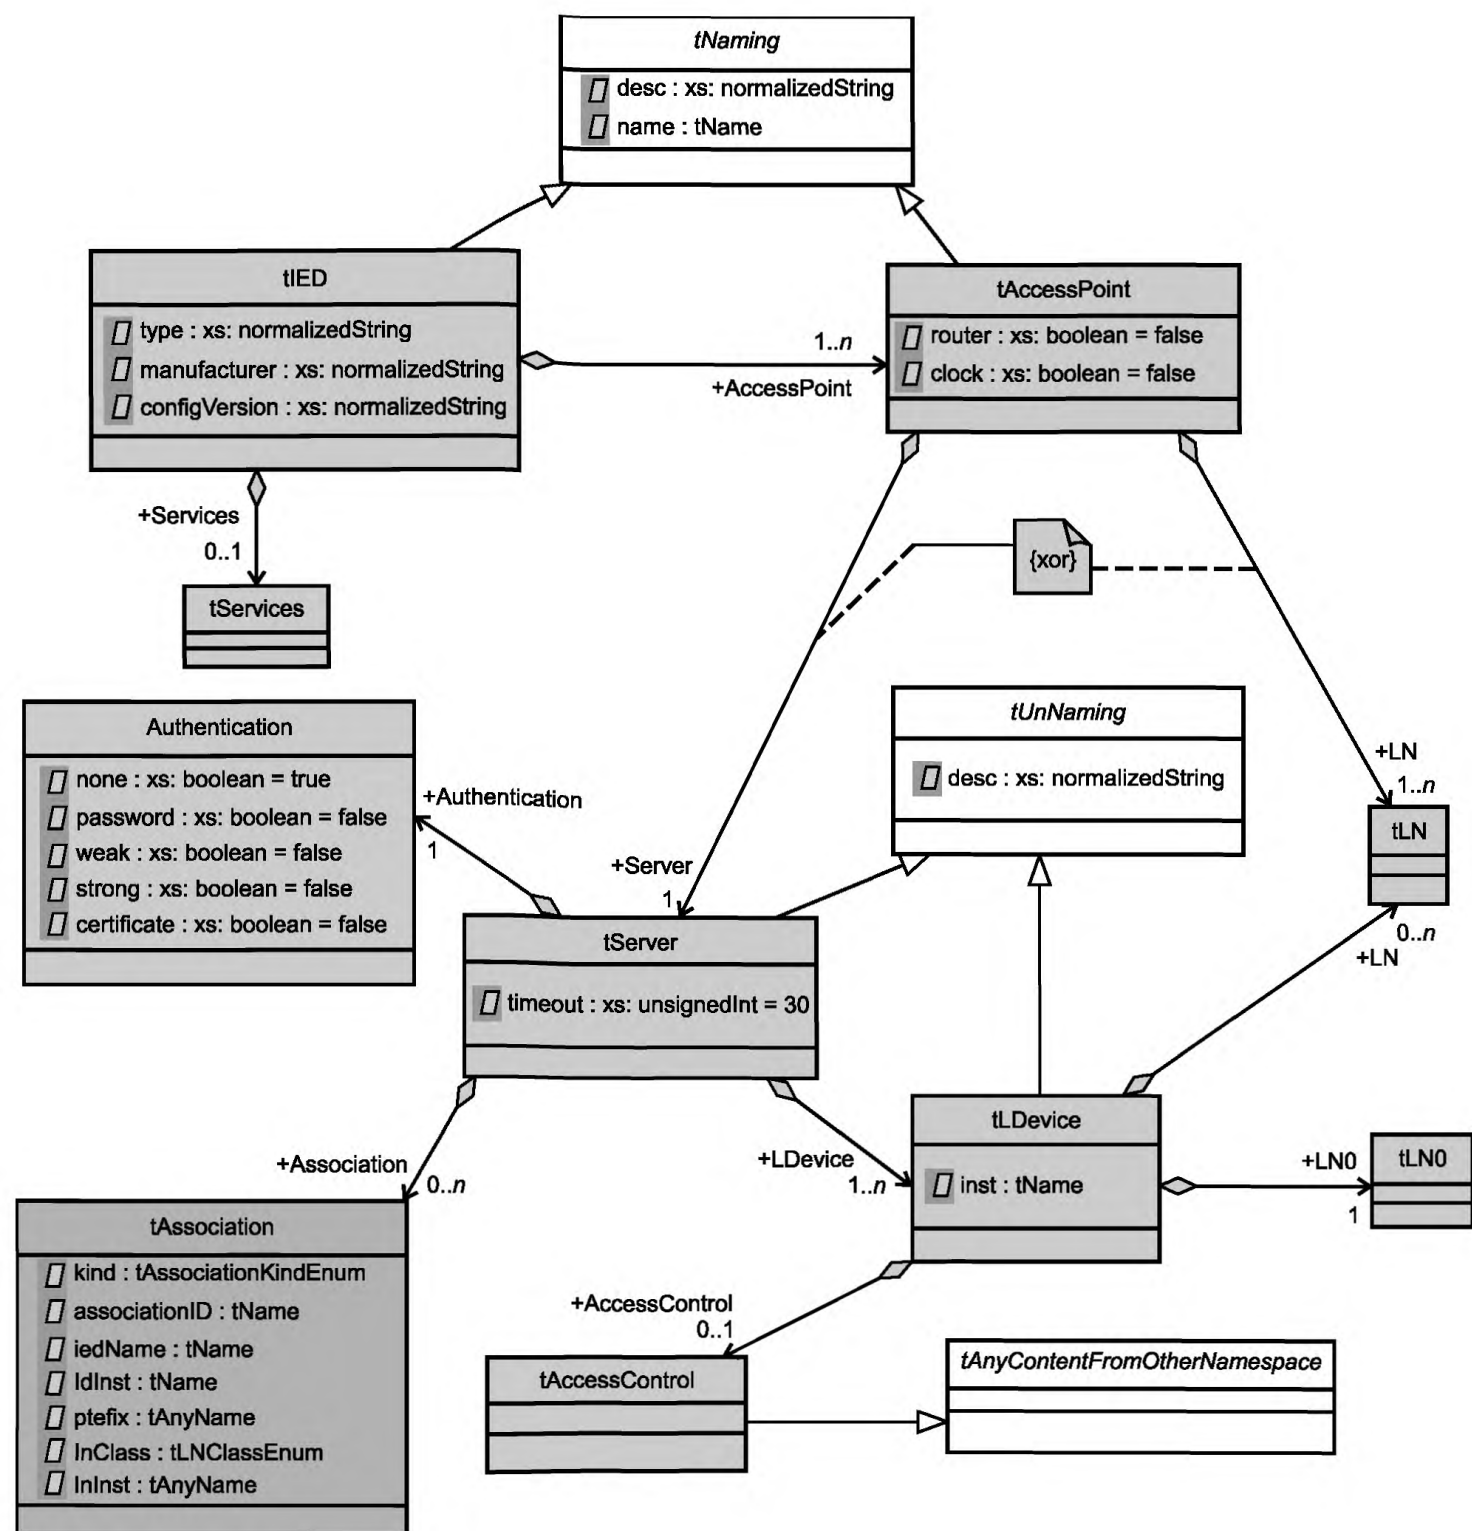 tNaming
desc : xs: normalizedString
name : tName
tIED
type : xs: normalizedString
manufacturer : xs: normalizedString
configVersion : xs: normalizedString
tAccessPoint
router : xs: boolean = false
clock : xs: boolean = false
1..n
+AccessPoint
+Services
0..1
tServices
{xor}
Authentication
none : xs: boolean = true
password : xs: boolean = false
weak : xs: boolean = false
strong : xs: boolean = false
certificate : xs: boolean = false
+Authentication
1
tUnNaming
desc : xs: normalizedString
+LN
1..n
tLN
0..n
+LN
+Server
1
tServer
timeout : xs: unsignedInt = 30
+Association
0..n
+LDevice
1..n
tLDevice
inst : tName
+LN0
1
tLN0
tAssociation
kind : tAssociationKindEnum
associationID : tName
iedName : tName
ldInst : tName
ptefix : tAnyName
lnClass : tLNClassEnum
lnInst : tAnyName
+AccessControl
0..1
tAccessControl
tAnyContentFromOtherNamespace